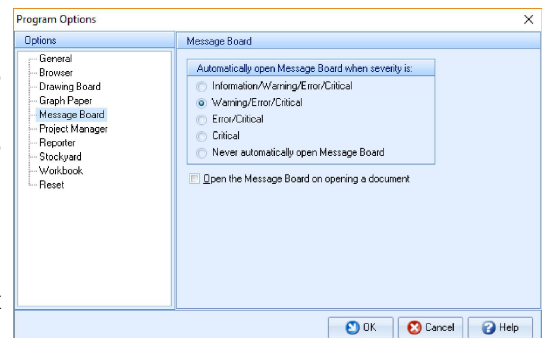 Program Options
Options
General
Browser
Drawing Board
Graph Paper
Message Board
Project Manager
Reporter
Stockyard
Workbook
Reset
Message Board
Automatically open Message Board when severity is:
Information/Warning/Error/Critical
Warning/Error/Critical
Error/Critical
Critical
Never automatically open Message Board
Open the Message Board on opening a document
OK
Cancel
Help